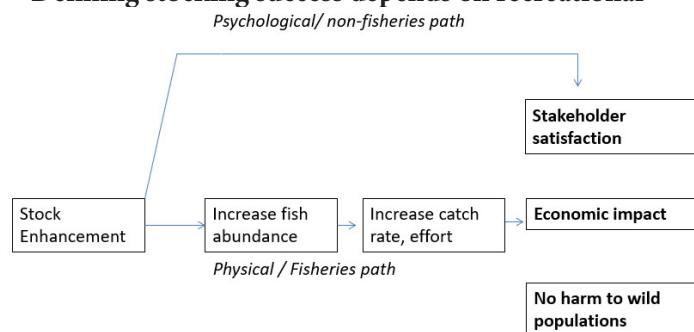 Defining stocking success depends on recreational
Psychological/ non-fisheries path
Stakeholder
satisfaction
Stock
Enhancement
Increase fish
abundance
Increase catch
rate, effort
Economic impact
Physical / Fisheries path
No harm to wild
populations